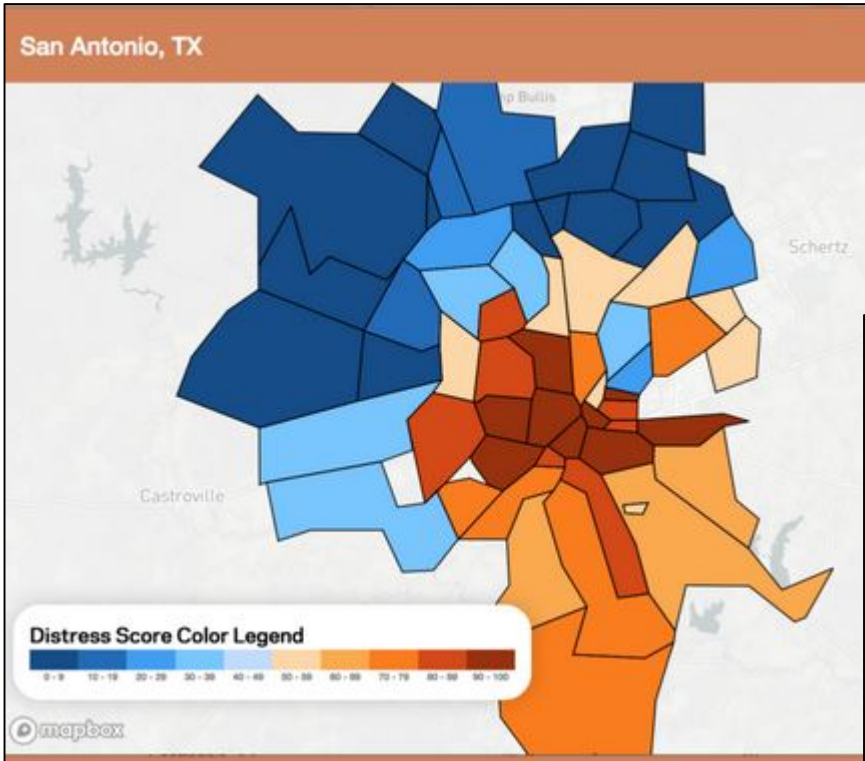 San Antonio, TX
Bullis
Schertz
Castroville
Distress Score Color Legend
0 - 9 10 - 19 20 - 29 30 - 39 40 - 49 50 - 59 60 - 69 70 - 79 80 - 89 90 - 100
mapbox